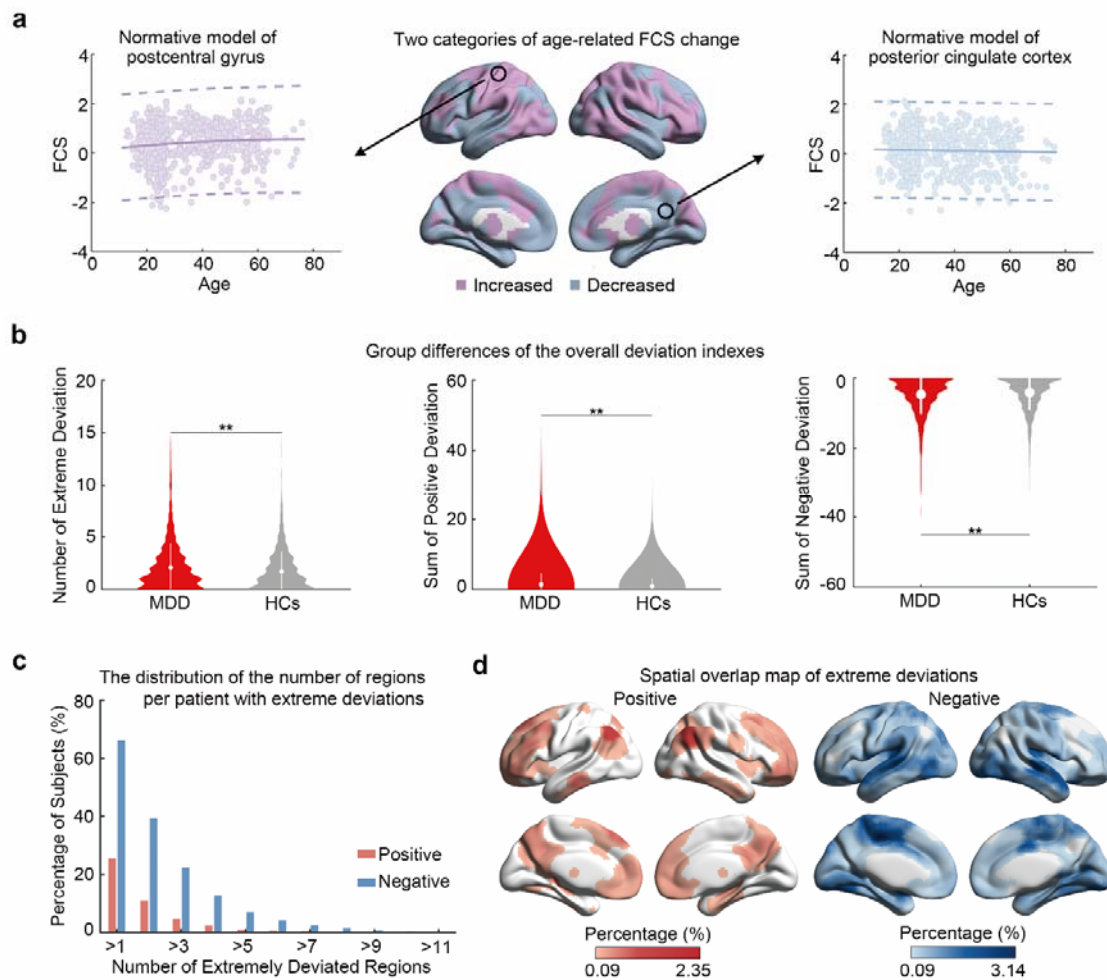 a
Normative model of
postcentral gyrus
Two categories of age-related FCS change
Normative model of
posterior cingulate cortex
4
2
0
-2
-4
FCS
0 20 40 60 80
Age
Increased Decreased
4
2
0
-2
-4
FCS
0 20 40 60 80
Age
b
Group differences of the overall deviation indexes
20
15
10
5
0
Number of Extreme Deviation
**
MDD HCs
60
40
20
0
Sum of Positive Deviation
**
MDD HCs
0
-20
-40
-60
Sum of Negative Deviation
**
MDD HCs
c
The distribution of the number of regions
per patient with extreme deviations
80
60
40
20
0
Percentage of Subjects (%)
Positive
Negative
>1 >3 >5 >7 >9 >11
Number of Extremely Deviated Regions
d
Spatial overlap map of extreme deviations
Positive Negative
Percentage (%) Percentage (%)
0.09 2.35 0.09 3.14